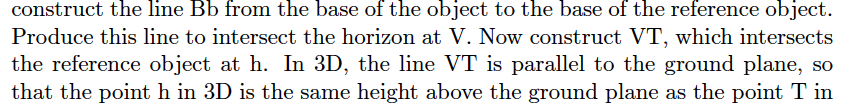 construct the line Bb from the base of the object to the base of the reference object.
Produce this line to intersect the horizon at V. Now construct VT, which intersects
the reference object at h. In 3D, the line VT is parallel to the ground plane, so
that the point h in 3D is the same height above the ground plane as the point T in